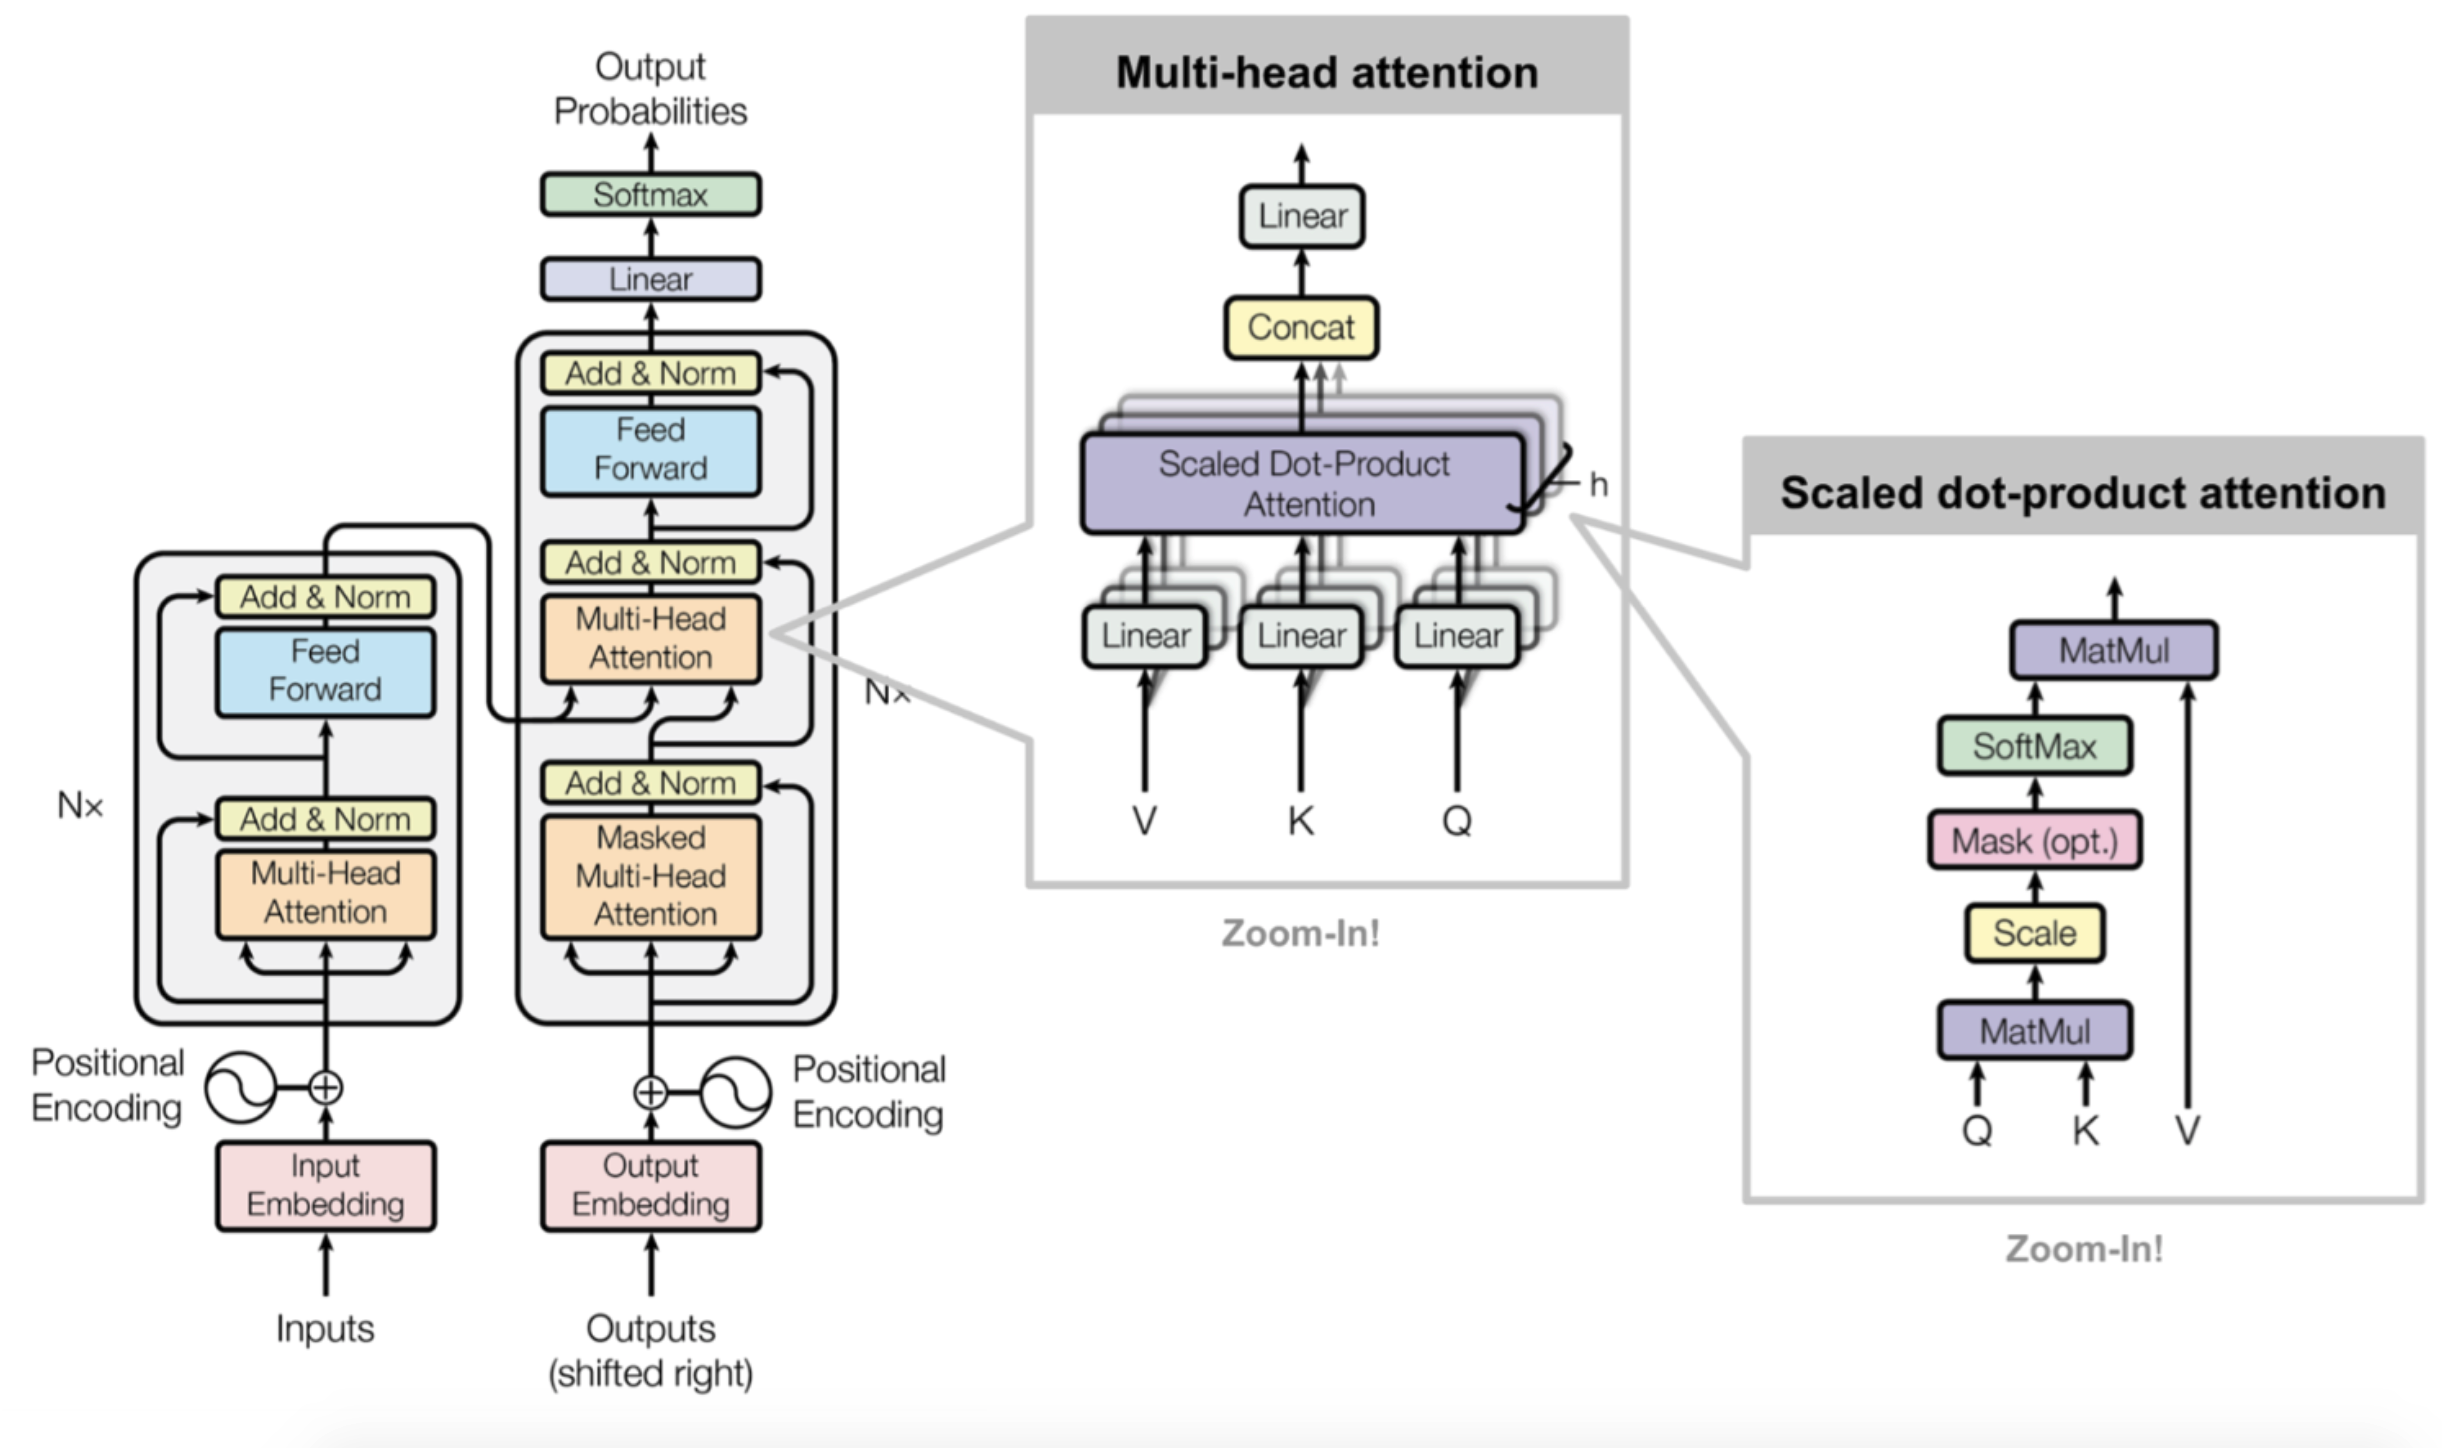 Output
Probabilities
Softmax
Linear
Add & Norm
Feed
Forward
Add & Norm
Multi-Head
Attention
Nx
Add & Norm
Masked
Multi-Head
Attention
Positional
Encoding
Output
Embedding
Outputs
(shifted right)
Add & Norm
Feed
Forward
Nx
Add & Norm
Multi-Head
Attention
Positional
Encoding
Input
Embedding
Inputs
Multi-head attention
Linear
Concat
Scaled Dot-Product
Attention
h
Linear
Linear
Linear
V
K
Q
Zoom-In!
Scaled dot-product attention
MatMul
SoftMax
Mask (opt.)
Scale
MatMul
Q
K
V
Zoom-In!